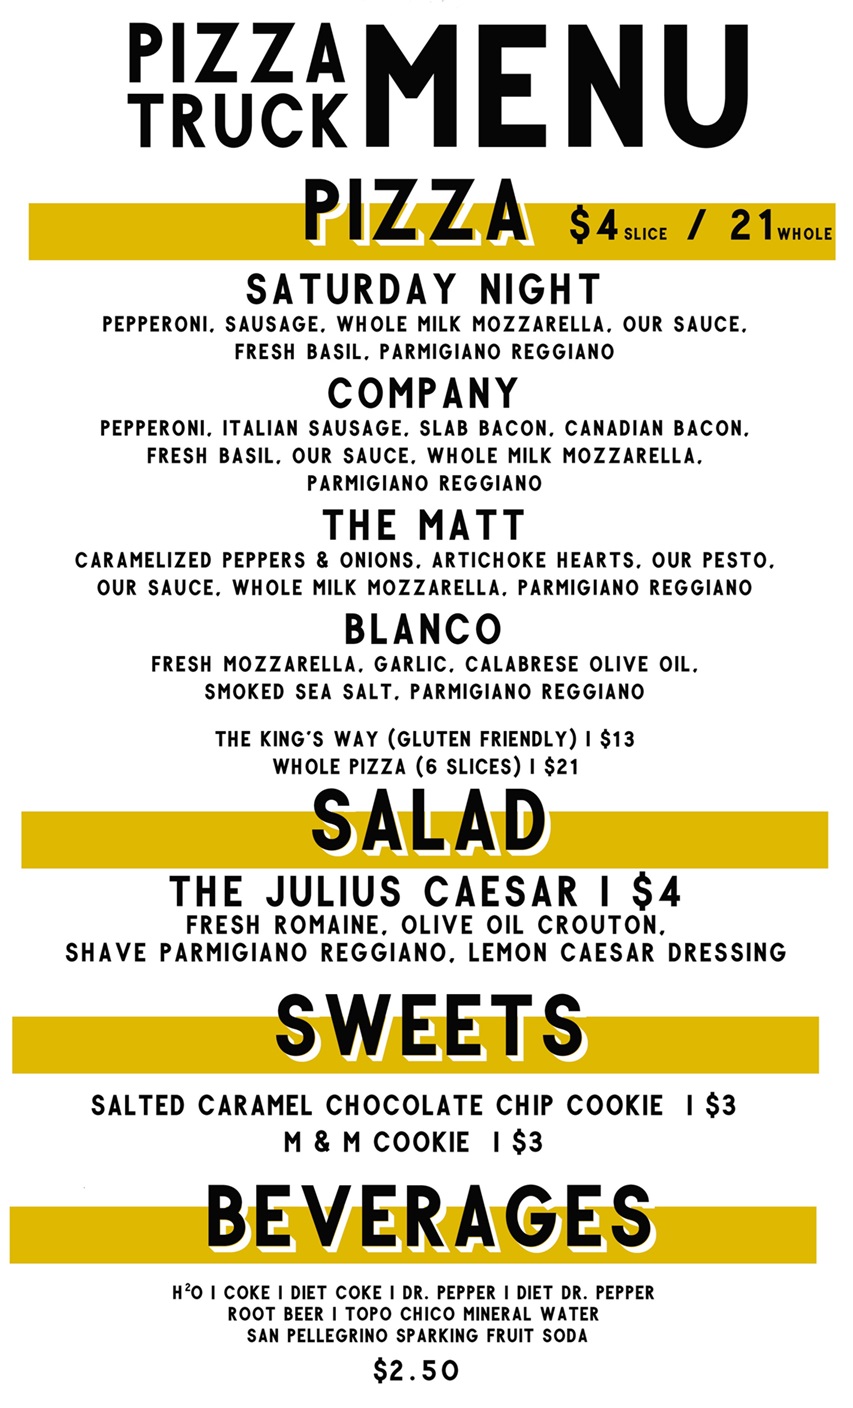 PIZZA
TRUCK MENU
PIZZA $4 SLICE / 21 WHOLE
SATURDAY NIGHT
PEPPERONI, SAUSAGE, WHOLE MILK MOZZARELLA, OUR SAUCE,
FRESH BASIL, PARMIGIANO REGGIANO
COMPANY
PEPPERONI, ITALIAN SAUSAGE, SLAB BACON, CANADIAN BACON,
FRESH BASIL, OUR SAUCE, WHOLE MILK MOZZARELLA,
PARMIGIANO REGGIANO
THE MATT
CARAMELIZED PEPPERS & ONIONS, ARTICHOKE HEARTS, OUR PESTO,
OUR SAUCE, WHOLE MILK MOZZARELLA, PARMIGIANO REGGIANO
BLANCO
FRESH MOZZARELLA, GARLIC, CALABRESE OLIVE OIL,
SMOKED SEA SALT, PARMIGIANO REGGIANO
THE KING'S WAY (GLUTEN FRIENDLY) | $13
WHOLE PIZZA (6 SLICES) | $21
SALAD
THE JULIUS CAESAR | $4
FRESH ROMAINE, OLIVE OIL CROUTON,
SHAVE PARMIGIANO REGGIANO, LEMON CAESAR DRESSING
SWEETS
SALTED CARAMEL CHOCOLATE CHIP COOKIE | $3
M & M COOKIE | $3
BEVERAGES
H²O | COKE | DIET COKE | DR. PEPPER | DIET DR. PEPPER
ROOT BEER | TOPO CHICO MINERAL WATER
SAN PELLEGRINO SPARKING FRUIT SODA
$2.50